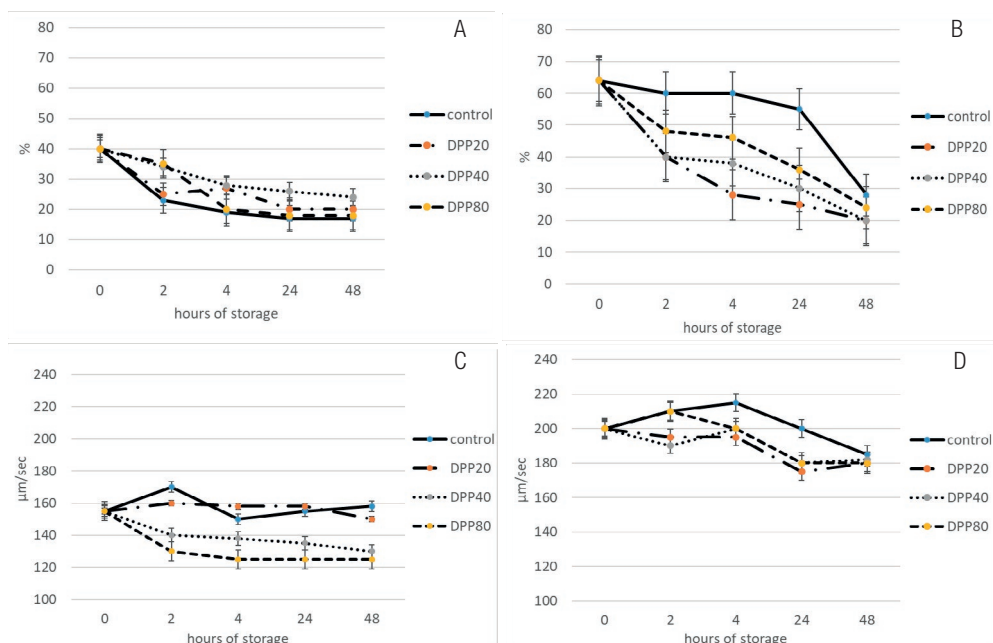 A
80
70
60
50
40
30
20
10
0
%
0 2 4 24 48
hours of storage
control
DPP20
DPP40
DPP80
B
80
70
60
50
40
30
20
10
0
%
0 2 4 24 48
hours of storage
control
DPP20
DPP40
DPP80
C
240
220
200
180
160
140
120
100
µm/sec
0 2 4 24 48
hours of storage
control
DPP20
DPP40
DPP80
D
240
220
200
180
160
140
120
100
µm/sec
0 2 4 24 48
hours of storage
control
DPP20
DPP40
DPP80